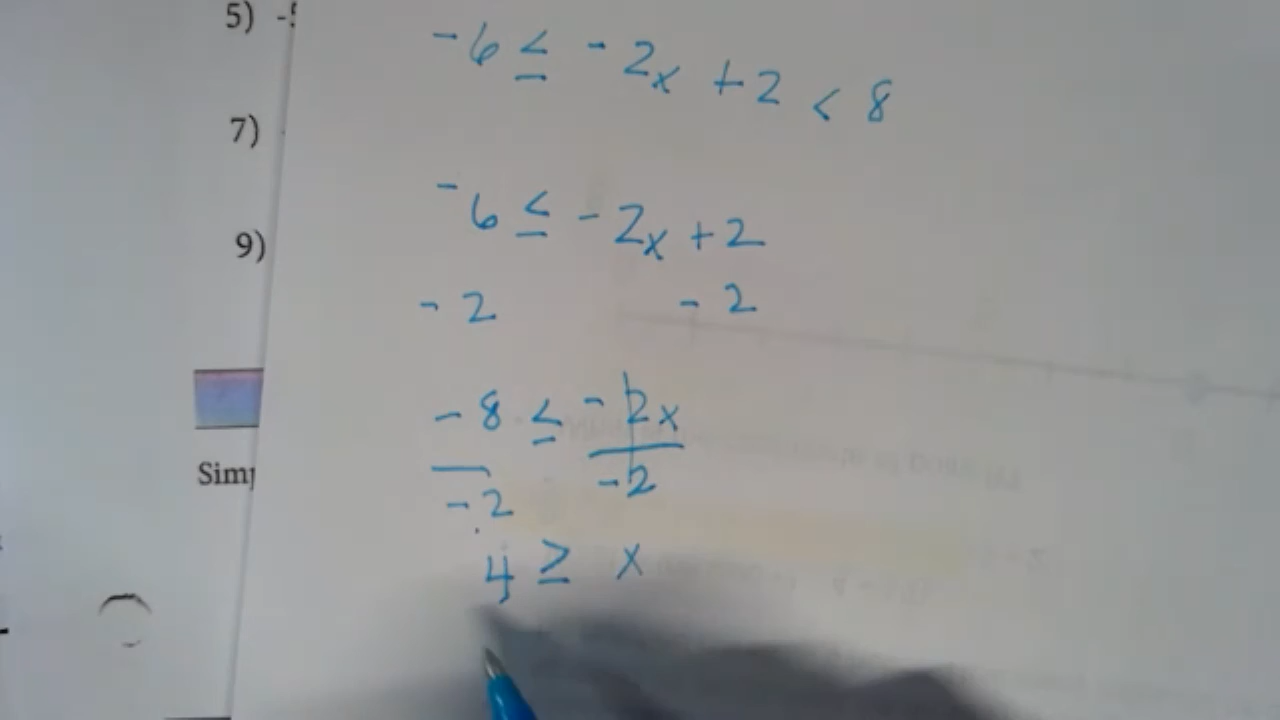 5) -
7)
9)
Sim
-6 ≤ -2x +2 < 8
-6 ≤ -2x +2
-2 -2
-8 ≤ -2x
-2 -2
4 ≥ x